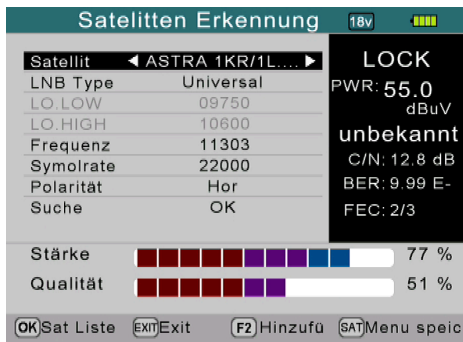 Satelitten Erkennung 18v
Satellit ASTRA 1KR/1L....
LNB Type Universal
LO.LOW 09750
LO.HIGH 10600
Frequenz 11303
Symolrate 22000
Polarität Hor
Suche OK
LOCK
PWR: 55.0
dBuV
unbekannt
C/N: 12.8 dB
BER: 9.99 E-
FEC: 2/3
Stärke 77 %
Qualität 51 %
OK Sat Liste EXIT Exit F2 Hinzufü SAT Menu speic